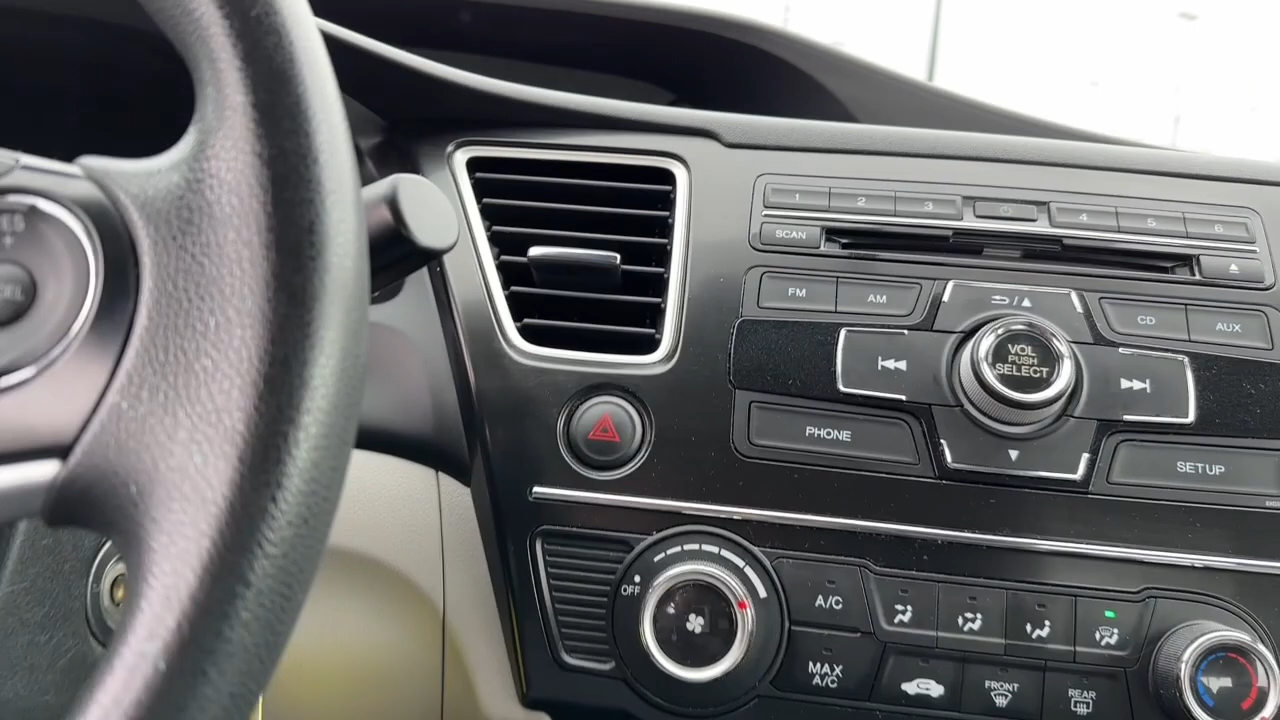 1
2
3
4
5
6
SCAN
FM
AM
CD
AUX
VOL
PUSH
SELECT
PHONE
SETUP
OFF
A/C
MAX
A/C
FRONT
REAR